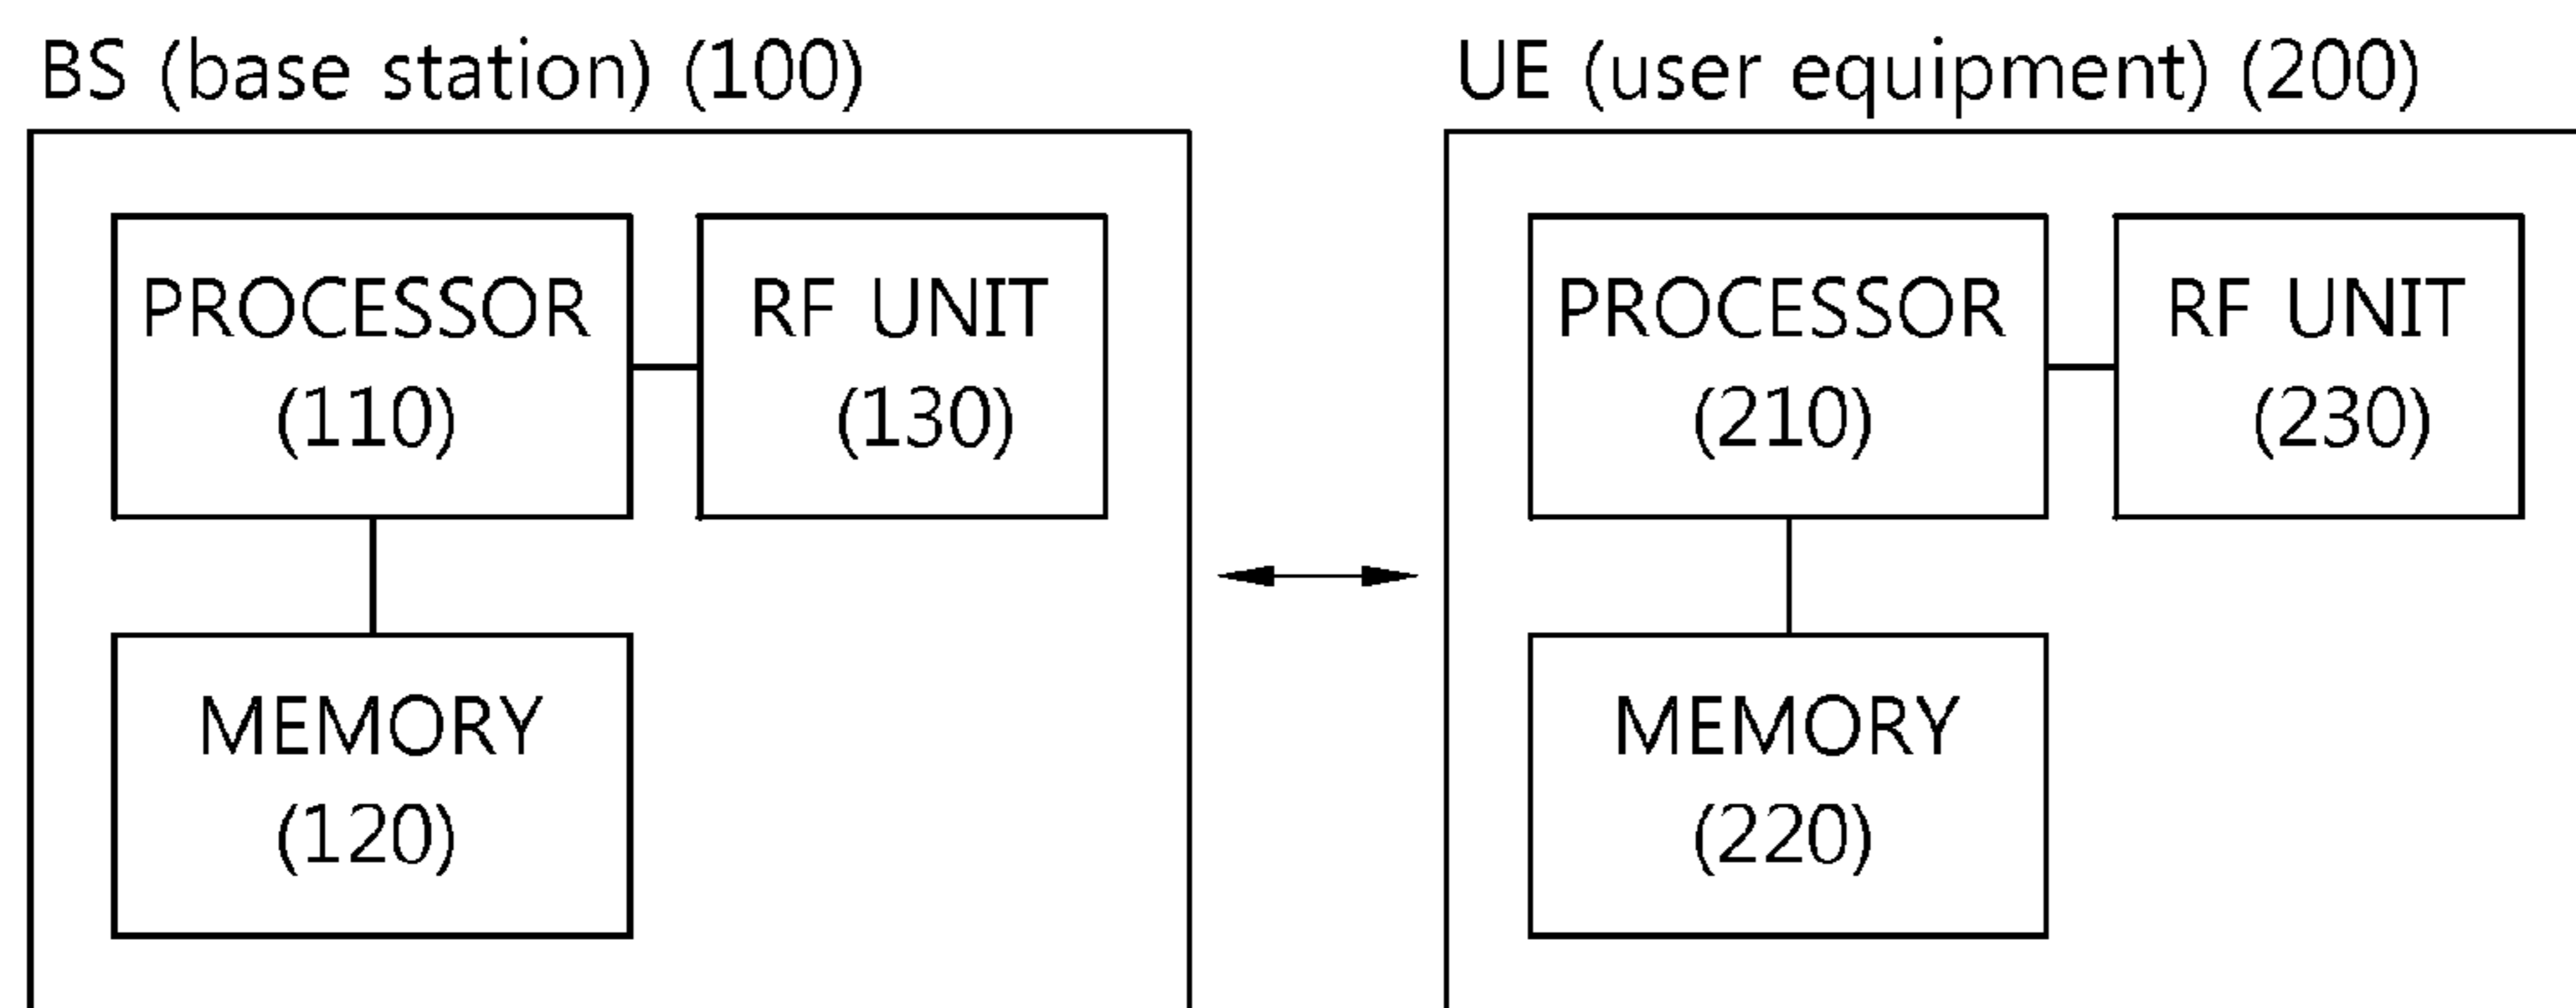 BS (base station) (100)
PROCESSOR
(110)
RF UNIT
(130)
MEMORY
(120)
UE (user equipment) (200)
PROCESSOR
(210)
RF UNIT
(230)
MEMORY
(220)